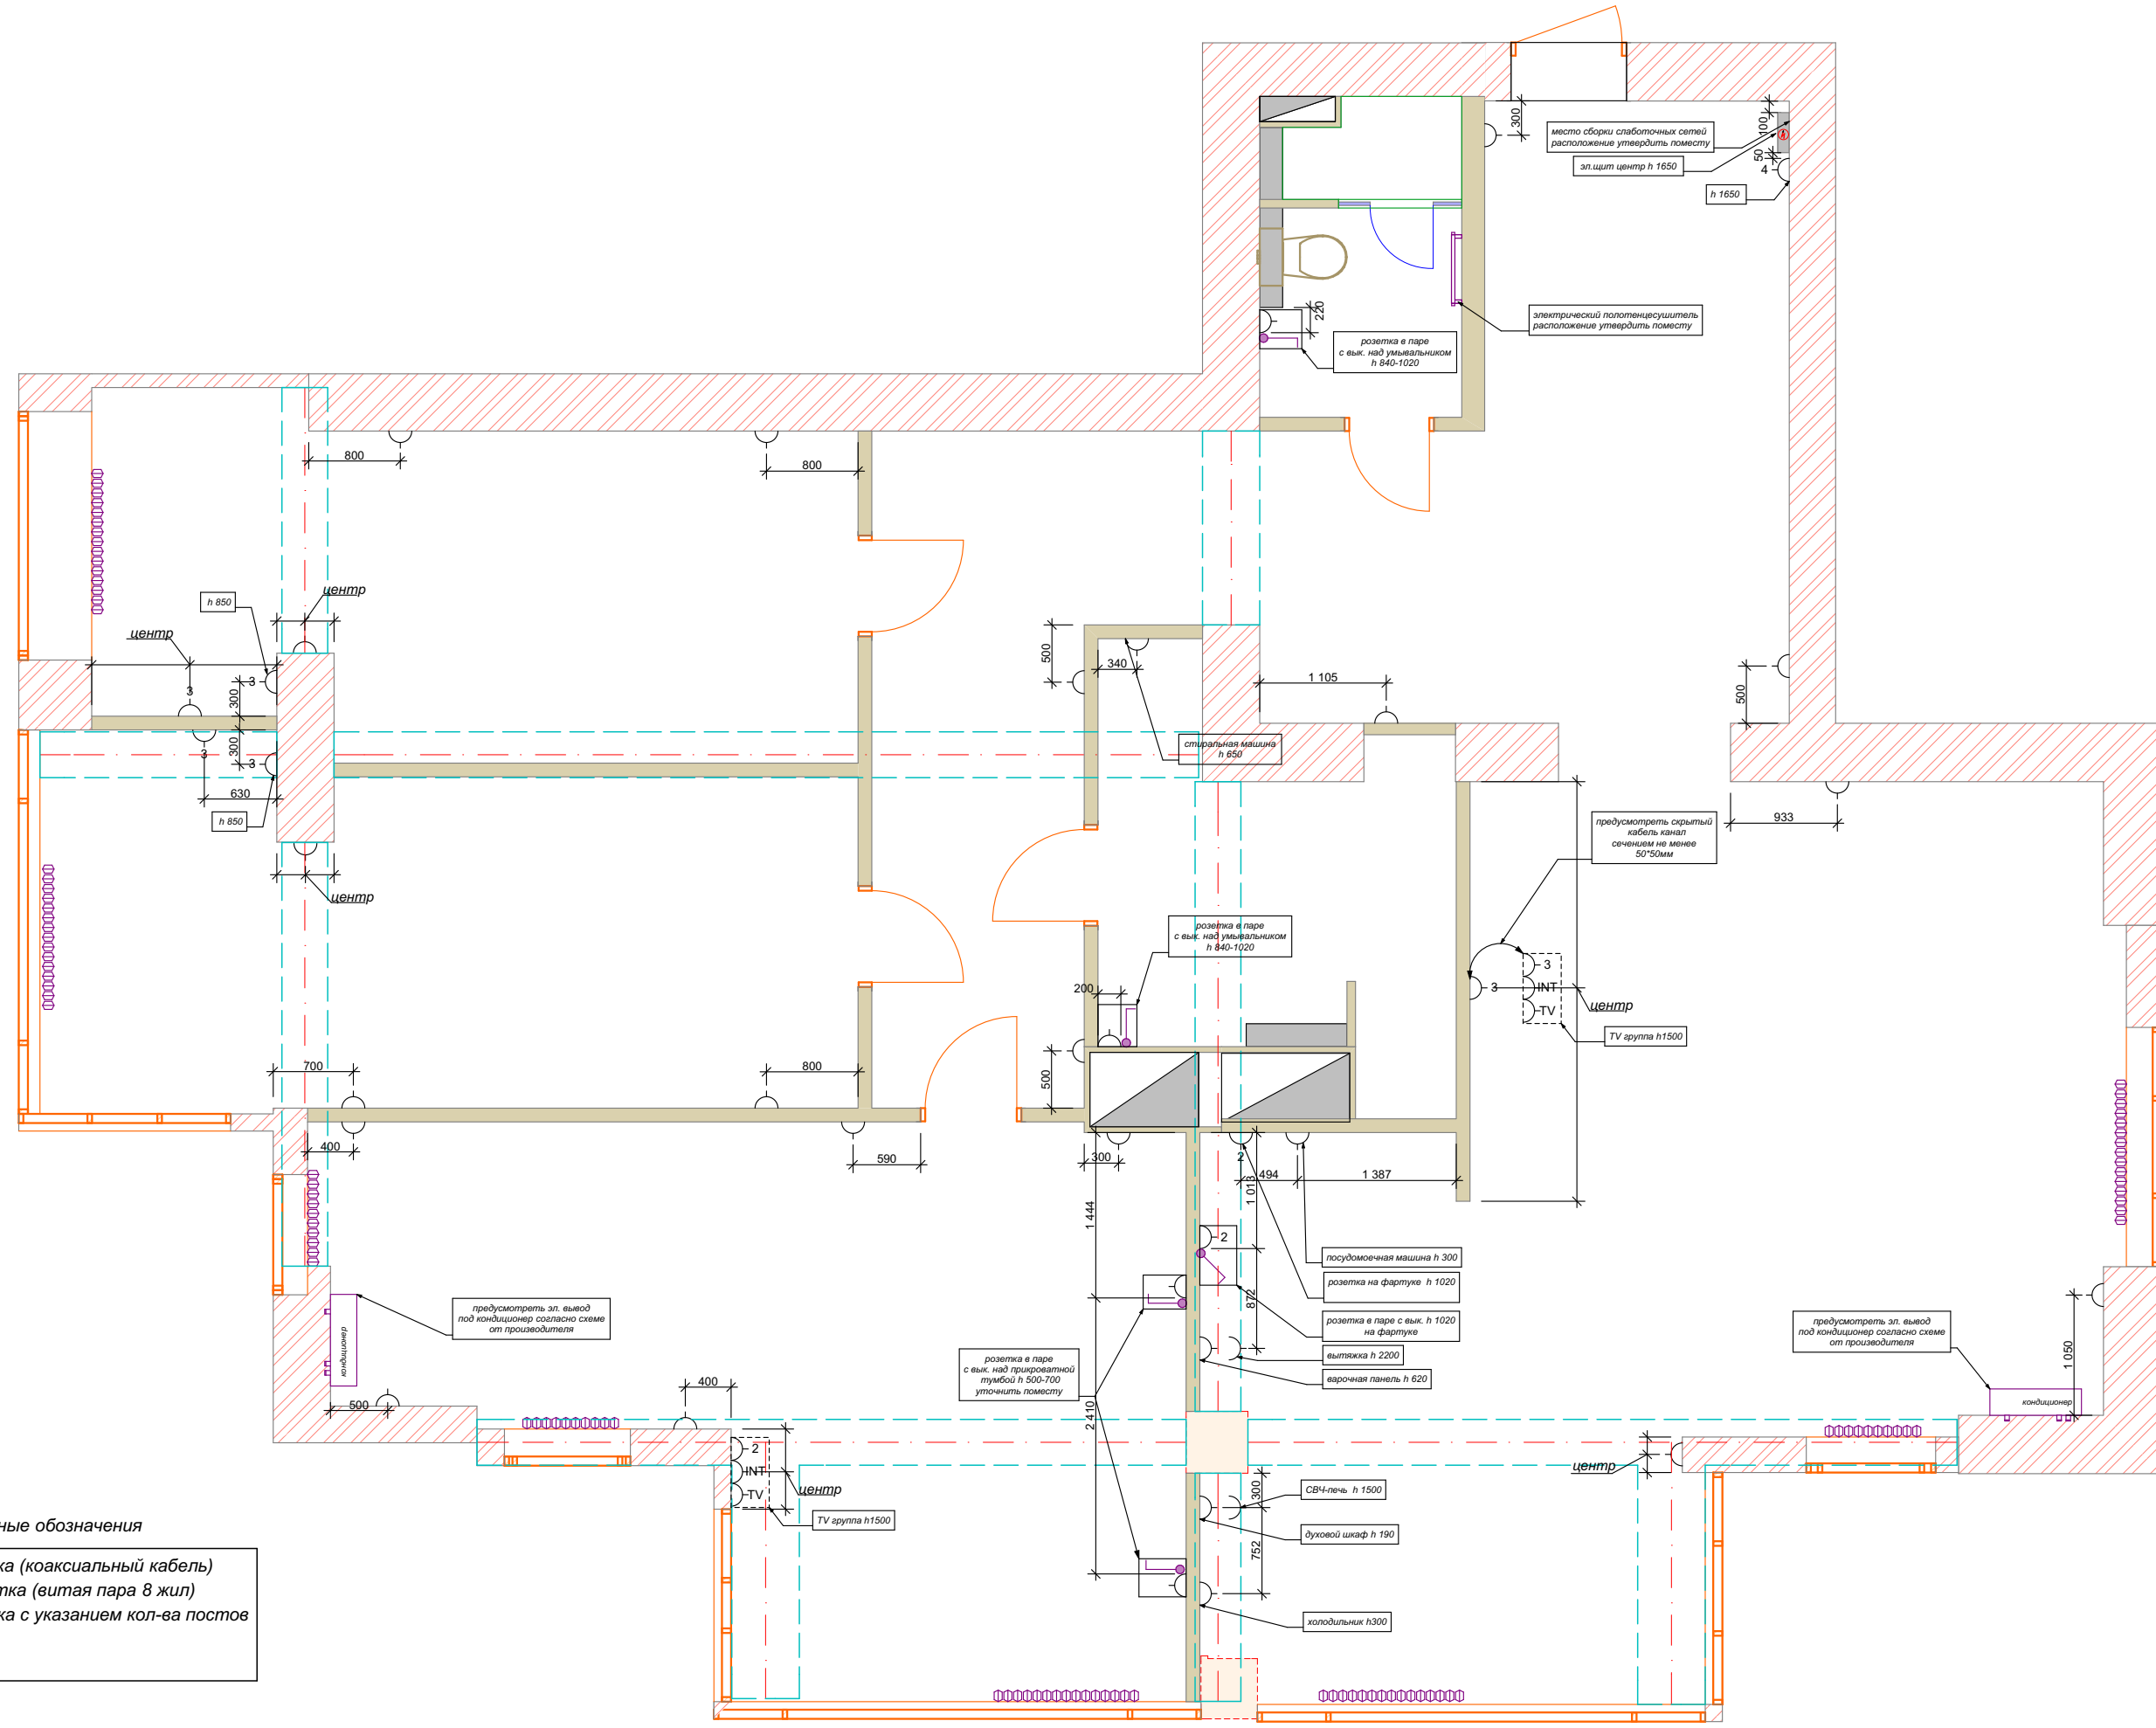 300
место сборки слаботочных сетей
расположение утвердить поместу
100
эл.щит центр h 1650
50
4
h 1650
220
электрический полотенцесушитель
расположение утвердить поместу
розетка в паре
с вык. над умывальником
h 840-1020
800
800
h 850
центр
центр
3
3
300
500
340
1 105
500
стиральная машина
h 650
300
3
3
630
h 850
центр
933
предусмотреть скрытый
кабель канал
сечением не менее
50*50мм
розетка в паре
с вык. над умывальником
h 840-1020
200
3
3
INT
TV
центр
TV группа h1500
700
800
500
400
590
300
2
494
1 387
1 013
1 444
2
872
посудомоечная машина h 300
розетка на фартуке h 1020
розетка в паре с вык. h 1020
на фартуке
вытяжка h 2200
варочная панель h 620
предусмотреть эл. вывод
под кондиционер согласно схеме
от производителя
кондиционер
розетка в паре
с вык. над прикроватной
тумбой h 500-700
уточнить поместу
предусмотреть эл. вывод
под кондиционер согласно схеме
от производителя
1 050
кондиционер
500
400
2 410
2
INT
TV
центр
TV группа h1500
центр
300
СВЧ-печь h 1500
духовой шкаф h 190
752
холодильник h300
ные обозначения
ка (коаксиальный кабель)
тка (витая пара 8 жил)
ка с указанием кол-ва постов